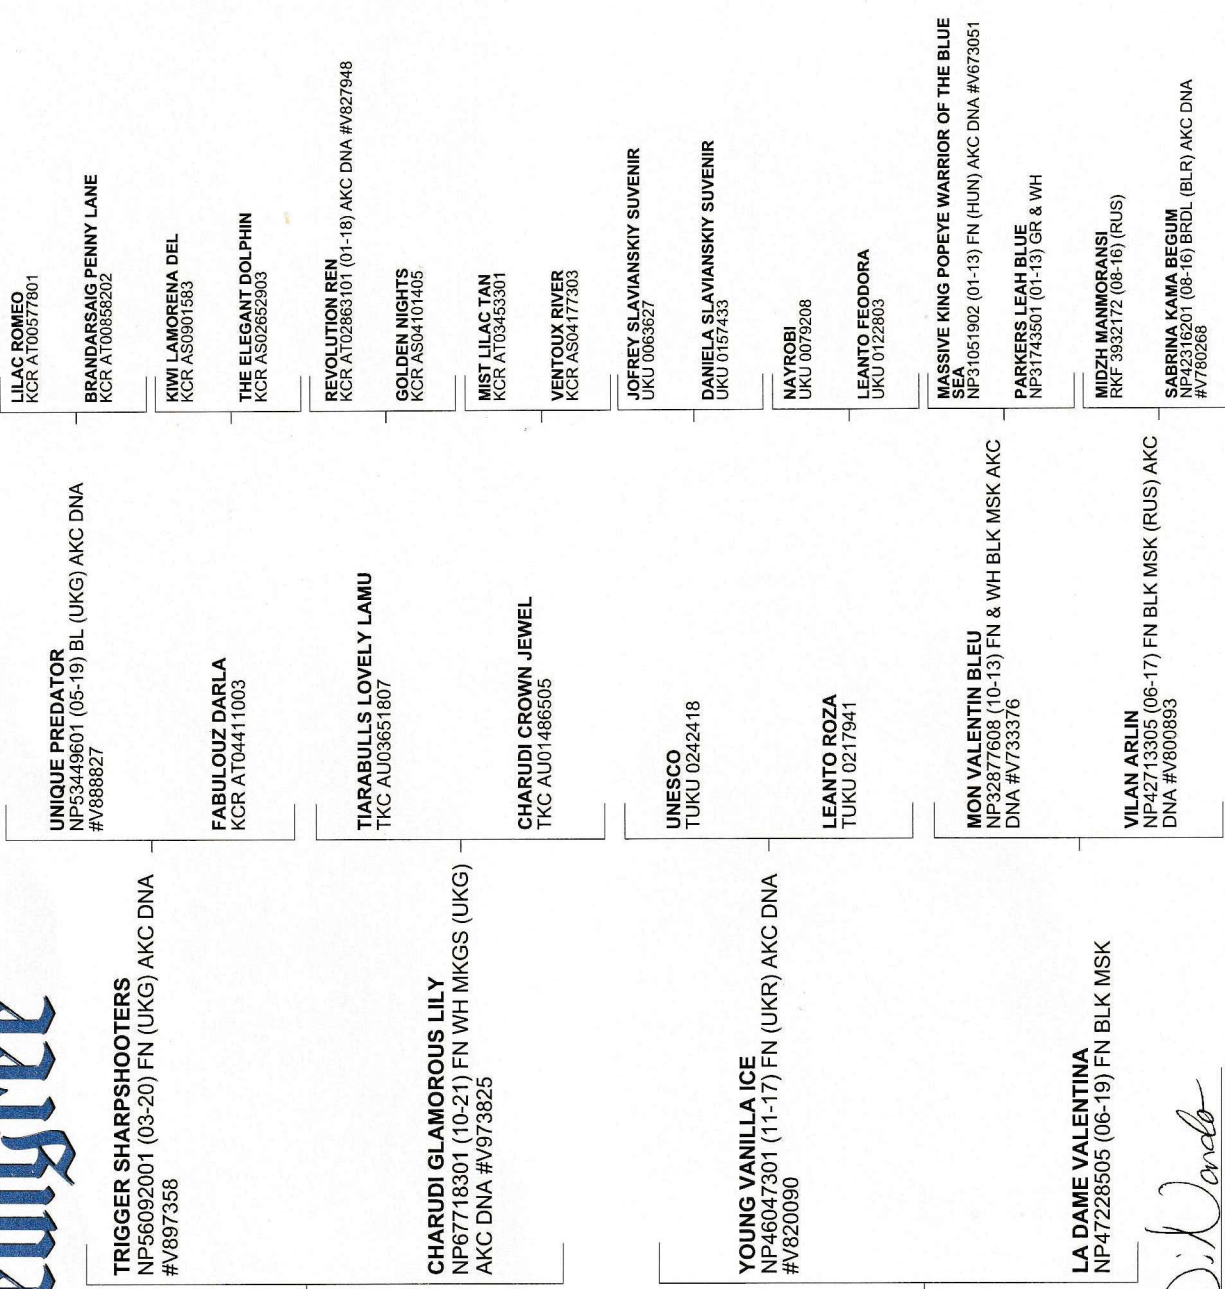 TRIGGER SHARPSHOOTERS
NP56092001 (03-20) FN (UKG) AKC DNA
#V897358
CHARUDI GLAMOROUS LILY
NP67718301 (10-21) FN WH MKGS (UKG)
AKC DNA #V973825
YOUNG VANILLA ICE
NP46047301 (11-17) FN (UKR) AKC DNA
#V820090
LA DAME VALENTINA
NP47228505 (06-19) FN BLK MSK
UNIQUE PREDATOR
NP53449601 (05-19) BL (UKG) AKC DNA
#V888827
FABULOUZ DARLA
KCR AT04411003
TIARABULLS LOVELY LAMU
TKC AU03651807
CHARUDI CROWN JEWEL
TKC AU01486505
UNESCO
TUKU 0242418
LEANTO ROZA
TUKU 0217941
MON VALENTIN BLEU
NP32877608 (10-13) FN & WH BLK MSK AKC
DNA #V733376
VILAN ARLIN
NP42713305 (06-17) FN BLK MSK (RUS) AKC
DNA #V800893
LILAC ROMEO
KCR AT00577801
BRANDARSAIG PENNY LANE
KCR AT00858202
KIWI LAMORENA DEL
KCR AS00901583
THE ELEGANT DOLPHIN
KCR AS02652903
REVOLUTION REN
KCR AT02863101 (01-18) AKC DNA #V827948
GOLDEN NIGHTS
KCR AS04101405
MIST LILAC TAN
KCR AT03453301
VENTOUX RIVER
KCR AS04177303
JOFREY SLAVIANSKIY SUVENIR
UKU 0063627
DANIELA SLAVIANSKIY SUVENIR
UKU 0157433
NAYROBI
UKU 0079208
LEANTO FEODORA
UKU 0122803
MASSIVE KING POPEYE WARRIOR OF THE BLUE
SEA
NP31051902 (01-13) FN (HUN) AKC DNA #V673051
PARKERS LEAH BLUE
NP31743501 (01-13) GR & WH
MIDZH MANMORANSI
RKF 3932172 (08-16) (RUS)
SABRINA KAMA BEGUM
NP42316201 (08-16) BRDL (BLR) AKC DNA
#V780268